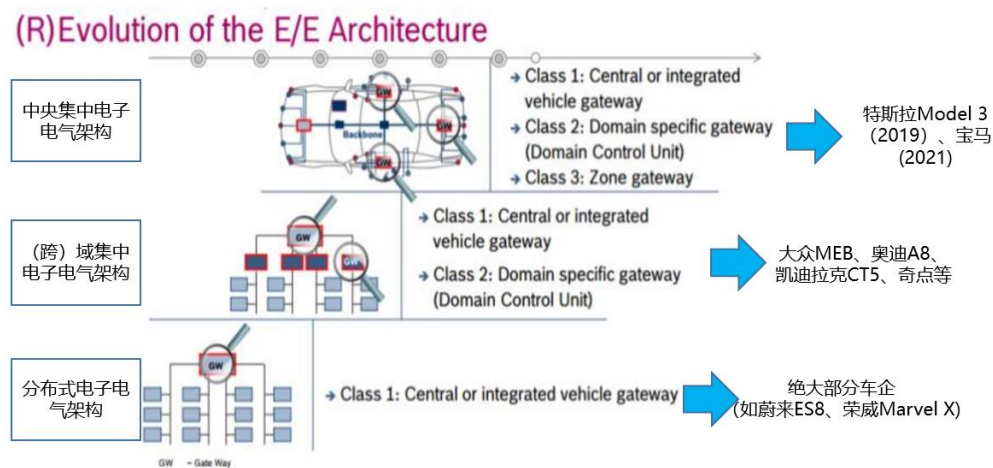 (R)Evolution of the E/E Architecture
中央集中电子
电气架构
GW
GW
GW
Backbone
→ Class 1: Central or integrated
vehicle gateway
→ Class 2: Domain specific gateway
(Domain Control Unit)
→ Class 3: Zone gateway
特斯拉Model 3
（2019）、宝马
(2021)
（跨）域集中
电子电气架构
GW
GW
→ Class 1: Central or integrated
vehicle gateway
→ Class 2: Domain specific gateway
(Domain Control Unit)
大众MEB、奥迪A8、
凯迪拉克CT5、奇点等
分布式电子电
气架构
GW
→ Class 1: Central or integrated vehicle gateway
绝大部分车企
(如蔚来ES8、荣威Marvel X)
GW – Gate Way